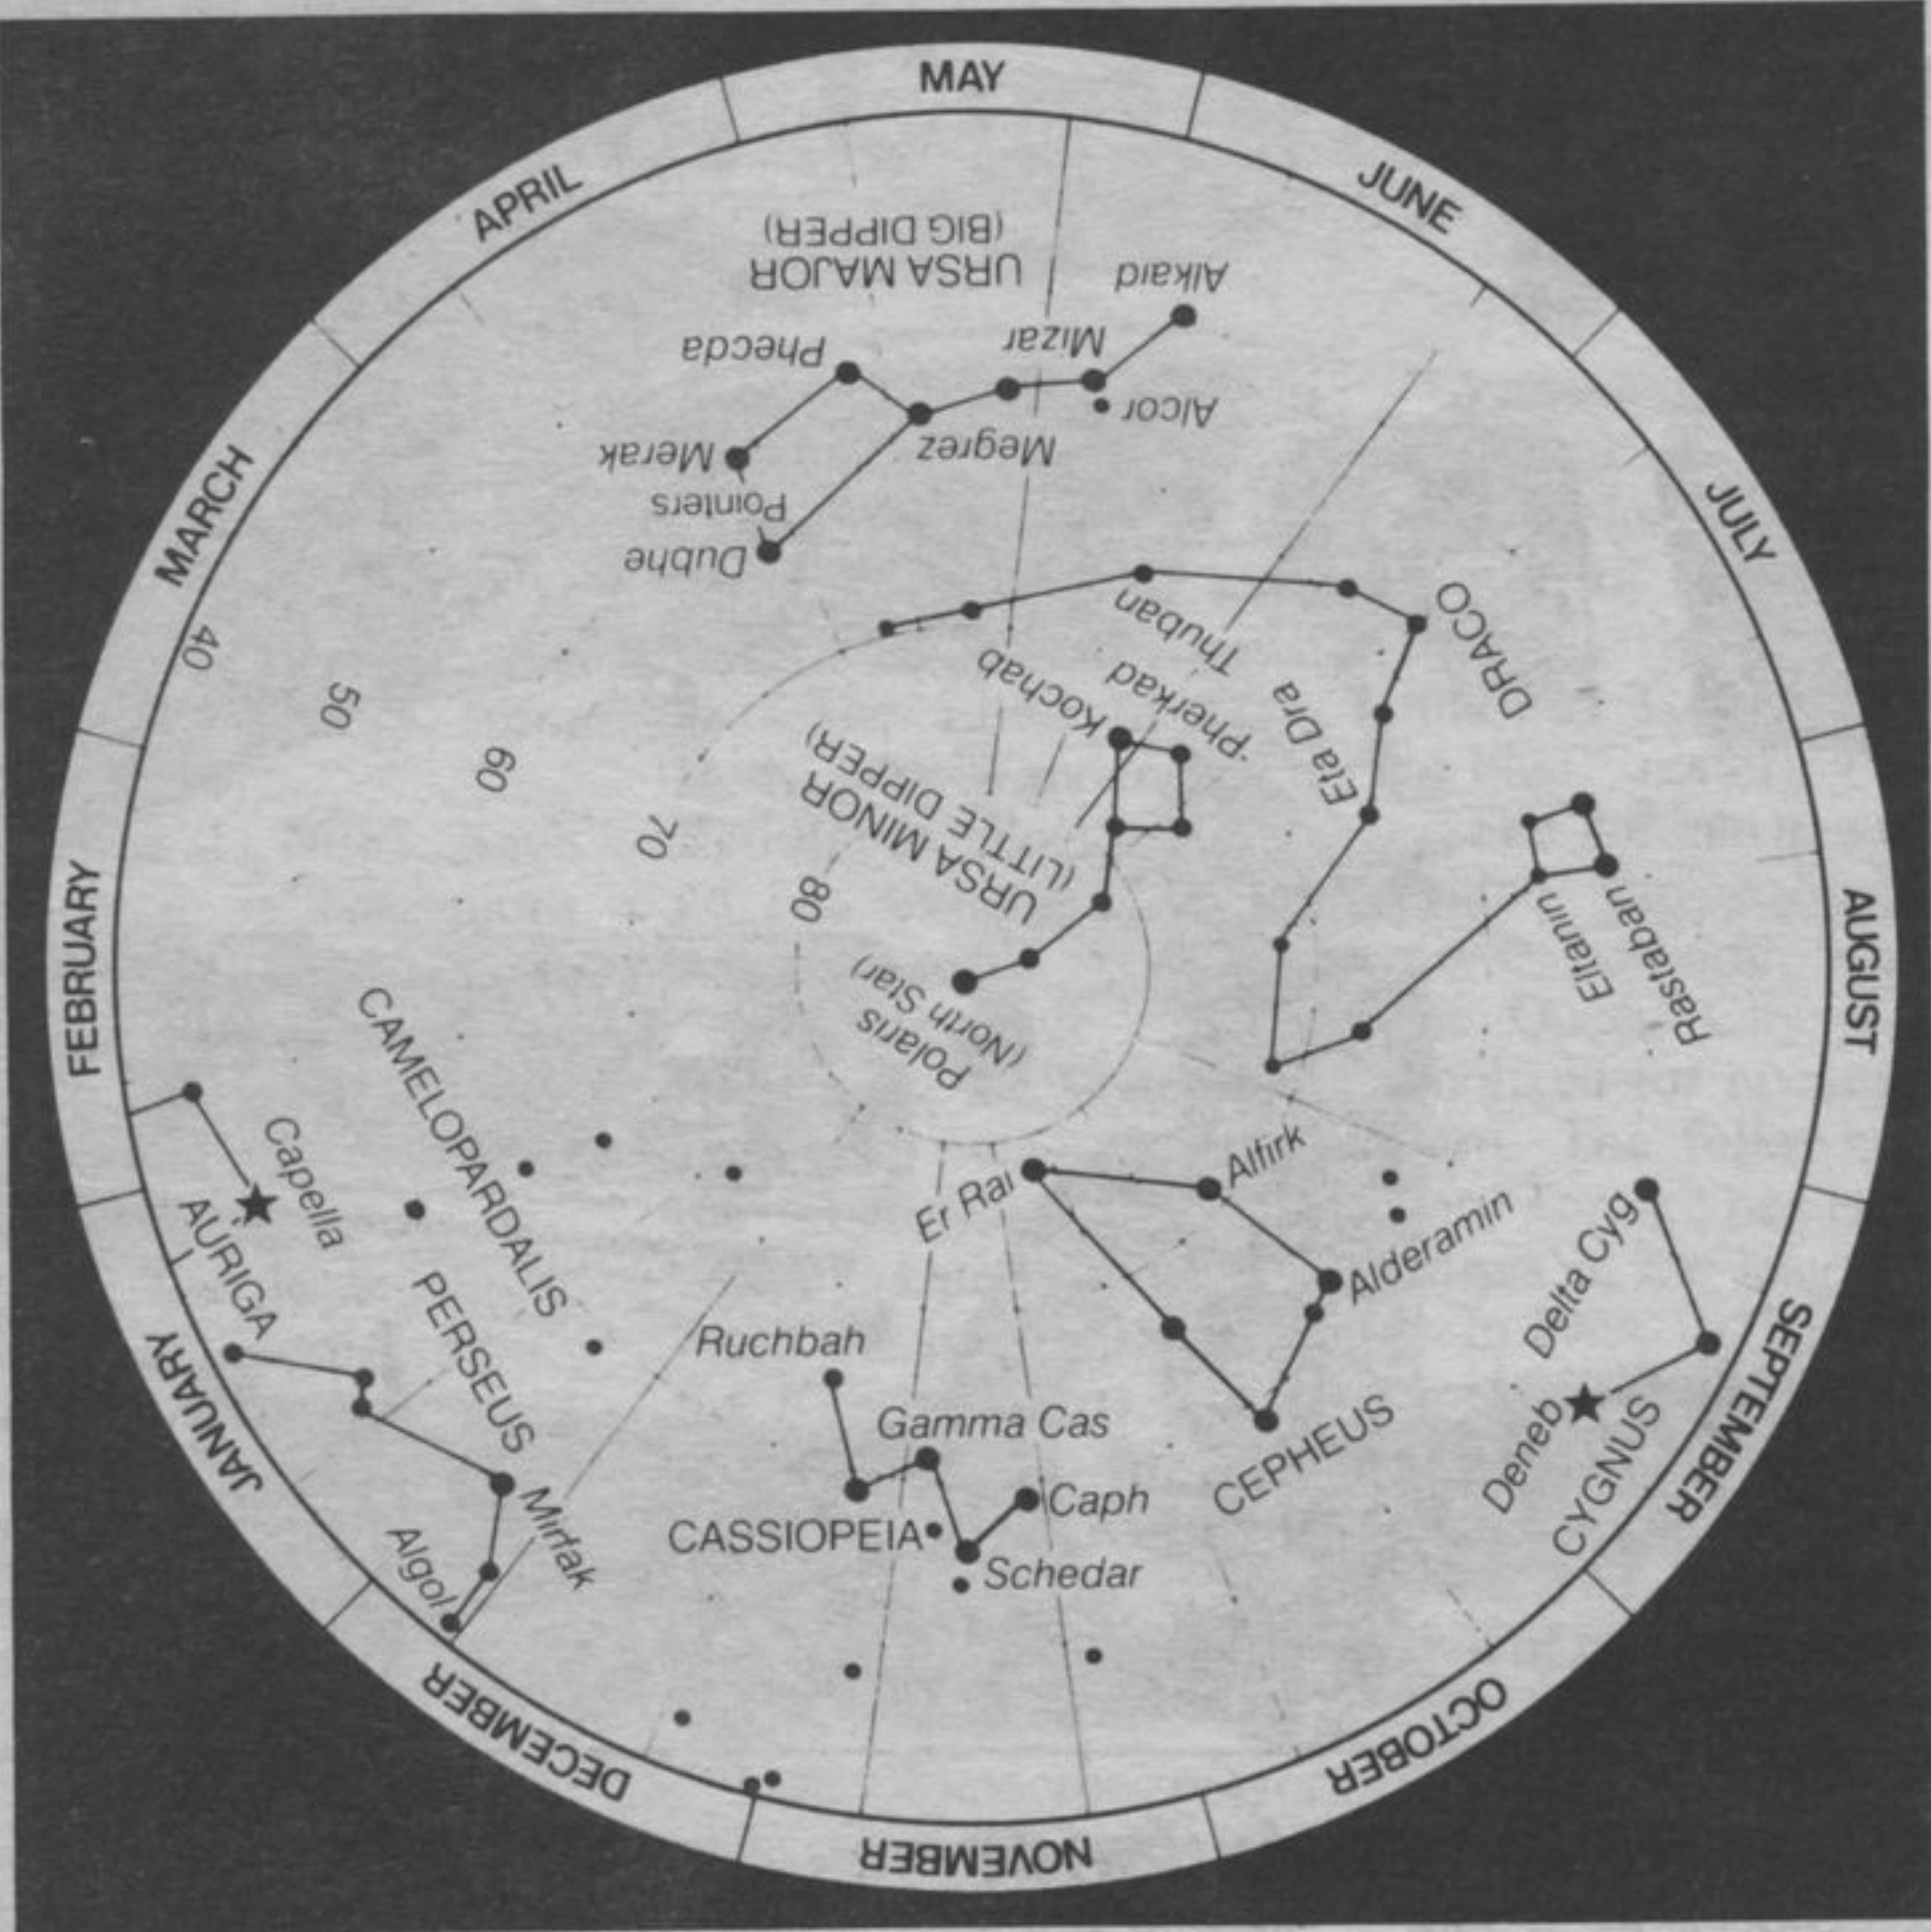 MAY
JUNE
JULY
AUGUST
SEPTEMBER
OCTOBER
NOVEMBER
DECEMBER
JANUARY
FEBRUARY
MARCH
APRIL
URSA MAJOR
(BIG DIPPER)
Alkaid
Mizar
Alcor
Megrez
Phecda
Merak
Pointers
Dubhe
DRACO
Thuban
Eta Dra
Eltanin
Rastaban
Kochab
Pherkad
URSA MINOR
(LITTLE DIPPER)
Polaris
(North Star)
40
50
60
70
80
CAMELOPARDALIS
Capella
AURIGA
PERSEUS
Mirfak
Algol
Ruchbah
Gamma Cas
CASSIOPEIA
Caph
Schedar
Er Rai
Alfirk
Alderamin
CEPHEUS
Delta Cyg
Deneb
CYGNUS